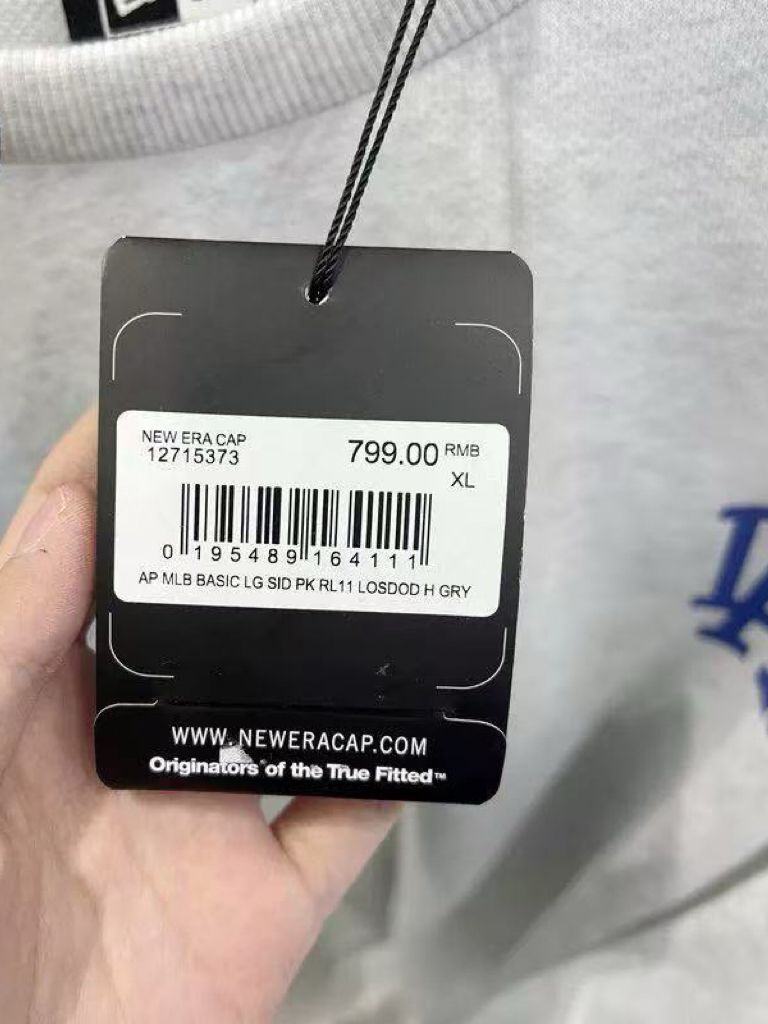 NEW ERA CAP
12715373
799.00 RMB
XL
0 195489 164111
AP MLB BASIC LG SID PK RL11 LOSDOD H GRY
WWW.NEWERACAP.COM
Originators of the True Fitted™
LA